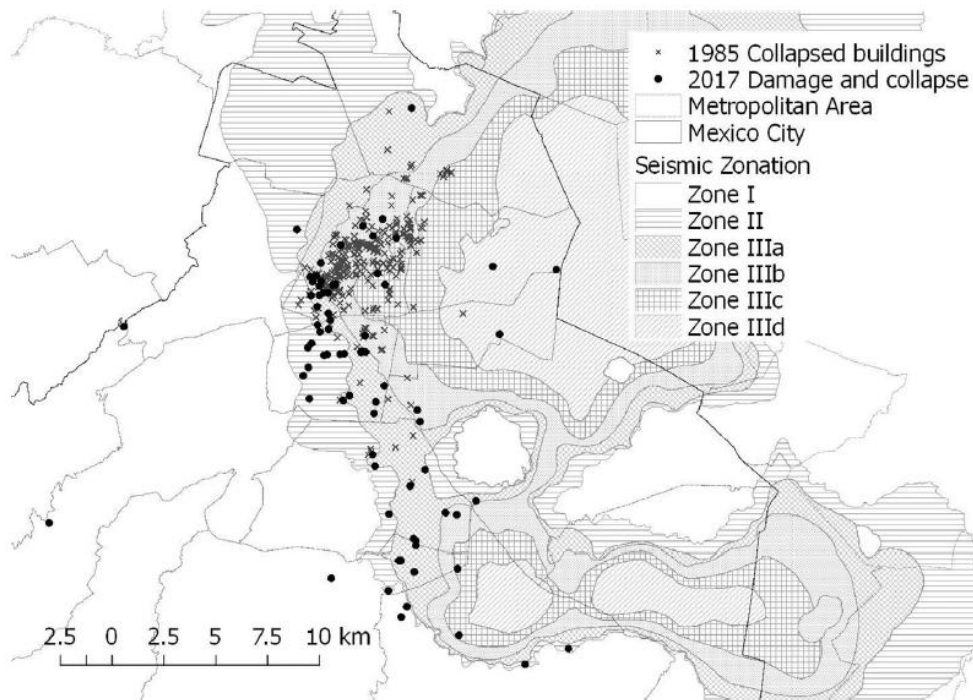 1985 Collapsed buildings
2017 Damage and collapse
Metropolitan Area
Mexico City
Seismic Zonation
Zone I
Zone II
Zone IIIa
Zone IIIb
Zone IIIc
Zone IIId
2.5 0 2.5 5 7.5 10 km